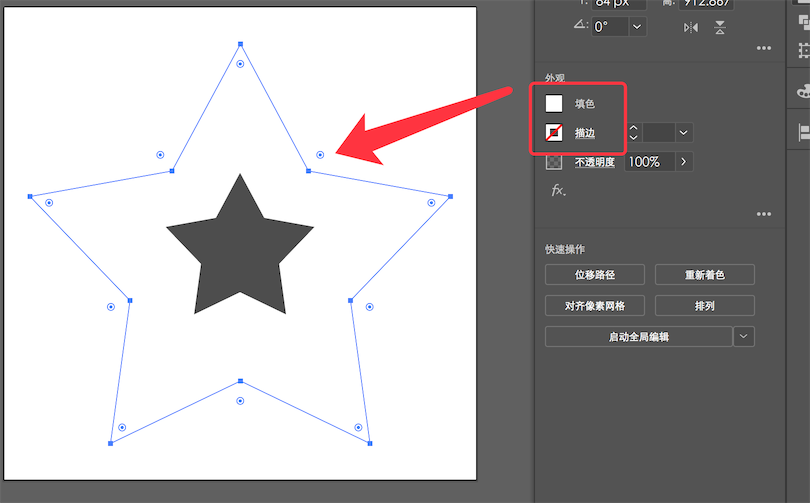 84 px
高:
912.887
0°
外观
填色
描边
不透明度
100%
fx.
快速操作
位移路径
重新着色
对齐像素网格
排列
启动全局编辑